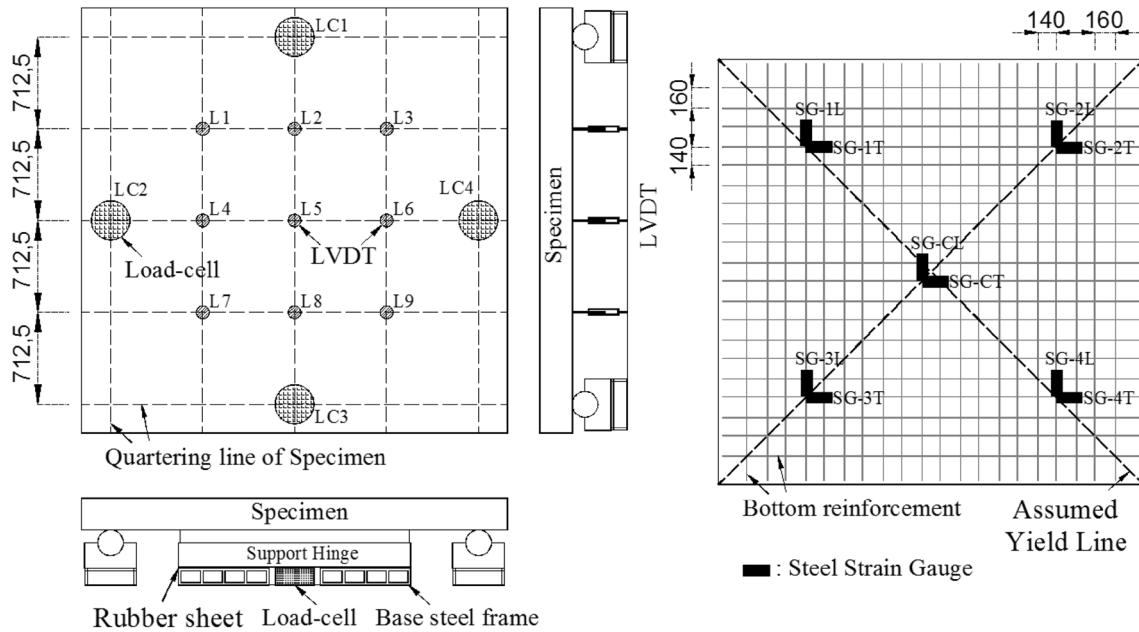 LC1
712,5
712,5
712,5
712,5
L1
L2
L3
LC2
LC4
L4
L5
L6
LVDT
Load-cell
L7
L8
L9
LC3
Quartering line of Specimen
Specimen
LVDT
Specimen
Support Hinge
Rubber sheet
Load-cell
Base steel frame
140
160
160
140
SG-1L
SG-1T
SG-2L
SG-2T
SG-CL
SG-CT
SG-3L
SG-3T
SG-4L
SG-4T
Bottom reinforcement
Assumed
Yield Line
: Steel Strain Gauge